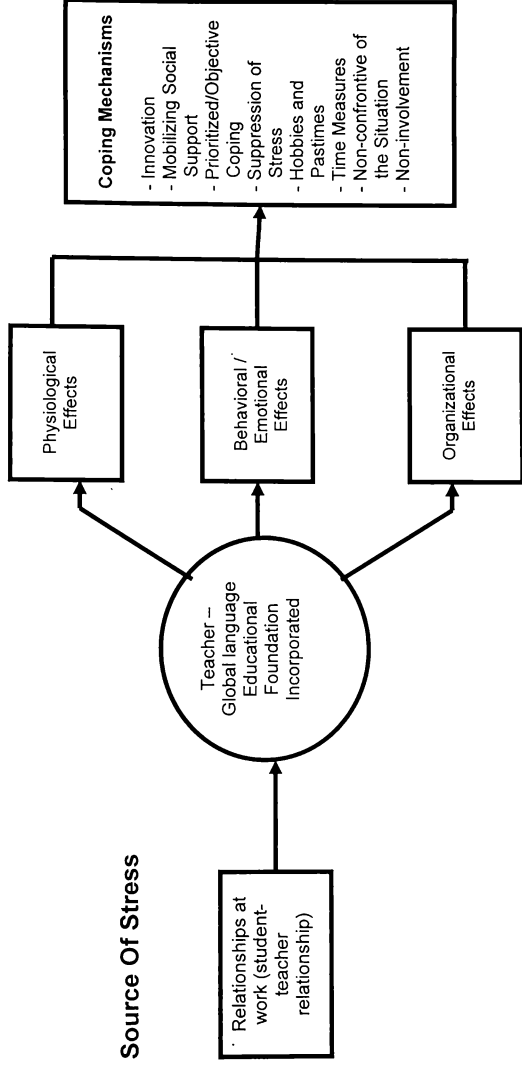 Source Of Stress
Relationships at
work (student-
teacher
relationship)
Teacher –
Global language
Educational
Foundation
Incorporated
Physiological
Effects
Behavioral /
Emotional
Effects
Organizational
Effects
Coping Mechanisms
- Innovation
- Mobilizing Social
Support
- Prioritized/Objective
Coping
- Suppression of
Stress
- Hobbies and
Pastimes
- Time Measures
- Non-confrontive of
the Situation
- Non-involvement